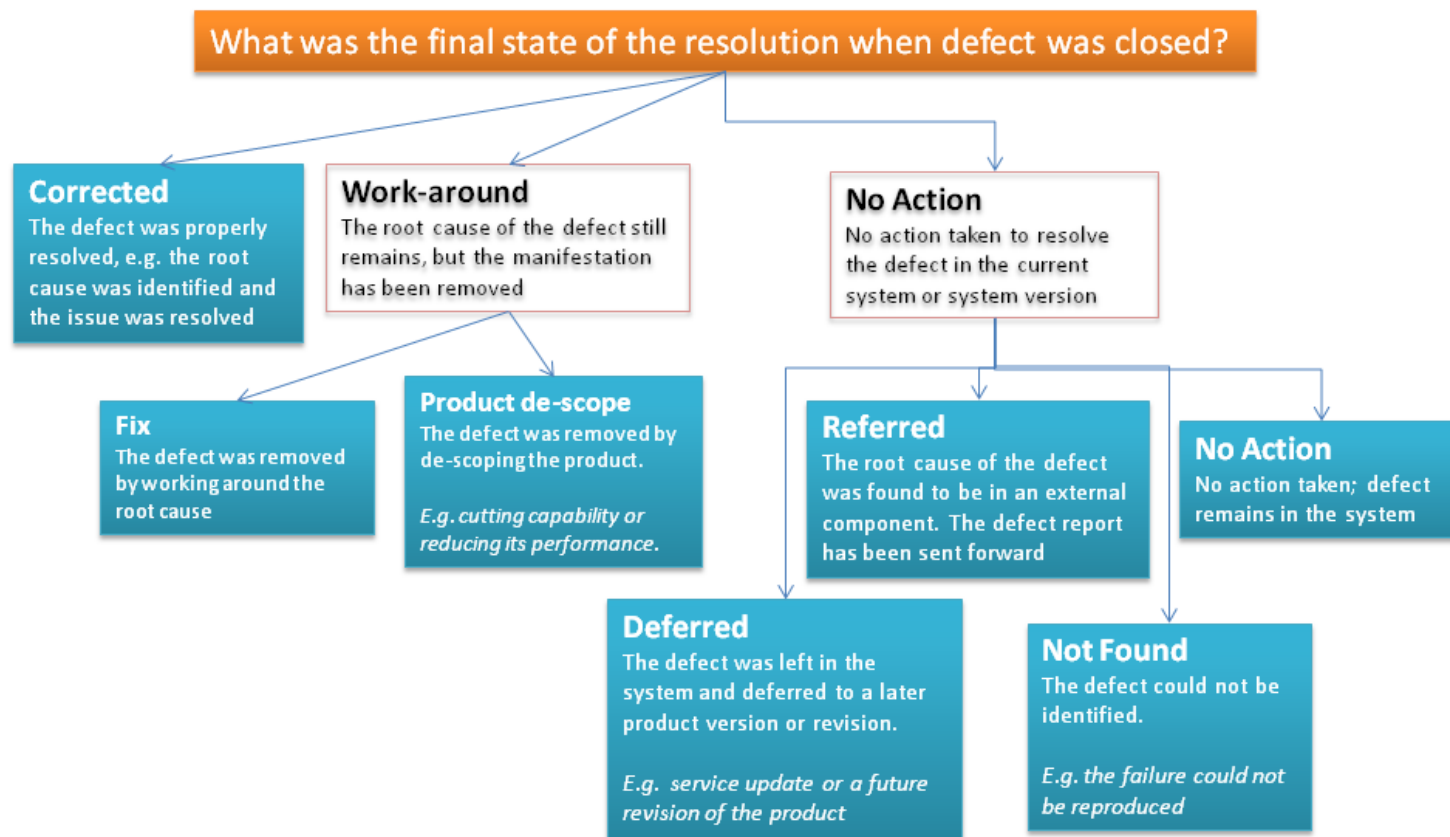 What was the final state of the resolution when defect was closed?
Corrected
The defect was properly
resolved, e.g. the root
cause was identified and
the issue was resolved
Work-around
The root cause of the defect still
remains, but the manifestation
has been removed
No Action
No action taken to resolve
the defect in the current
system or system version
Fix
The defect was removed
by working around the
root cause
Product de-scope
The defect was removed by
de-scoping the product.
E.g. cutting capability or
reducing its performance.
Referred
The root cause of the defect
was found to be in an external
component. The defect report
has been sent forward
No Action
No action taken; defect
remains in the system
Deferred
The defect was left in the
system and deferred to a later
product version or revision.
E.g. service update or a future
revision of the product
Not Found
The defect could not be
identified.
E.g. the failure could not
be reproduced